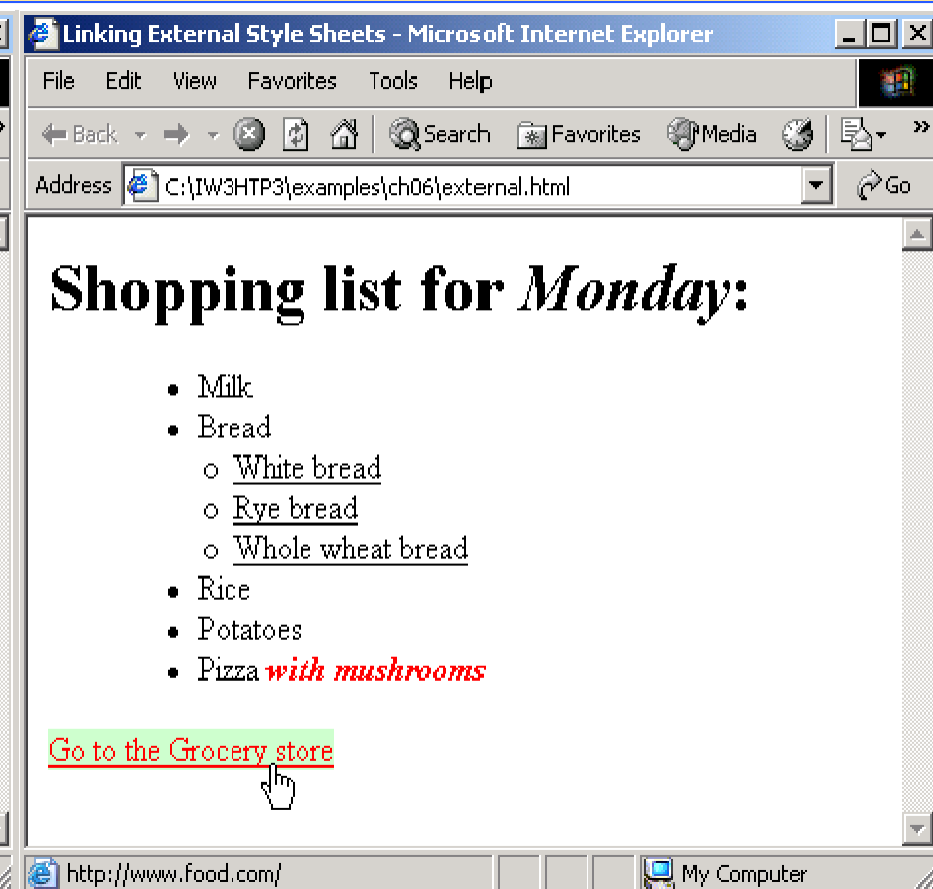 Linking External Style Sheets - Microsoft Internet Explorer
File Edit View Favorites Tools Help
Back Search Favorites Media
Address C:\IW3HTP3\examples\ch06\external.html Go
Shopping list for Monday:
Milk
Bread
White bread
Rye bread
Whole wheat bread
Rice
Potatoes
Pizza with mushrooms
Go to the Grocery store
http://www.food.com/ My Computer